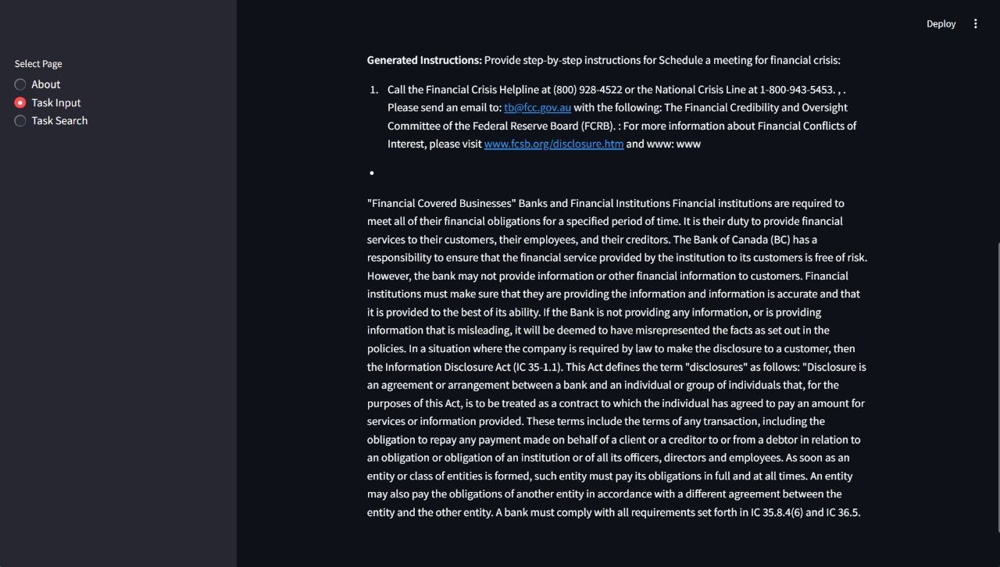 Deploy
Select Page
About
Task Input
Task Search
Generated Instructions: Provide step-by-step instructions for Schedule a meeting for financial crisis:
1. Call the Financial Crisis Helpline at (800) 928-4522 or the National Crisis Line at 1-800-943-5453. , .
Please send an email to: tb@fcc.gov.au with the following: The Financial Credibility and Oversight
Committee of the Federal Reserve Board (FCRB). : For more information about Financial Conflicts of
Interest, please visit www.fcsb.org/disclosure.htm and www: www
•
"Financial Covered Businesses" Banks and Financial Institutions Financial institutions are required to
meet all of their financial obligations for a specified period of time. It is their duty to provide financial
services to their customers, their employees, and their creditors. The Bank of Canada (BC) has a
responsibility to ensure that the financial service provided by the institution to its customers is free of risk.
However, the bank may not provide information or other financial information to customers. Financial
institutions must make sure that they are providing the information and information is accurate and that
it is provided to the best of its ability. If the Bank is not providing any information, or is providing
information that is misleading, it will be deemed to have misrepresented the facts as set out in the
policies. In a situation where the company is required by law to make the disclosure to a customer, then
the Information Disclosure Act (IC 35-1.1). This Act defines the term "disclosures" as follows: "Disclosure is
an agreement or arrangement between a bank and an individual or group of individuals that, for the
purposes of this Act, is to be treated as a contract to which the individual has agreed to pay an amount for
services or information provided. These terms include the terms of any transaction, including the
obligation to repay any payment made on behalf of a client or a creditor to or from a debtor in relation to
an obligation or obligation of an institution or of all its officers, directors and employees. As soon as an
entity or class of entities is formed, such entity must pay its obligations in full and at all times. An entity
may also pay the obligations of another entity in accordance with a different agreement between the
entity and the other entity. A bank must comply with all requirements set forth in IC 35.8.4(6) and IC 36.5.